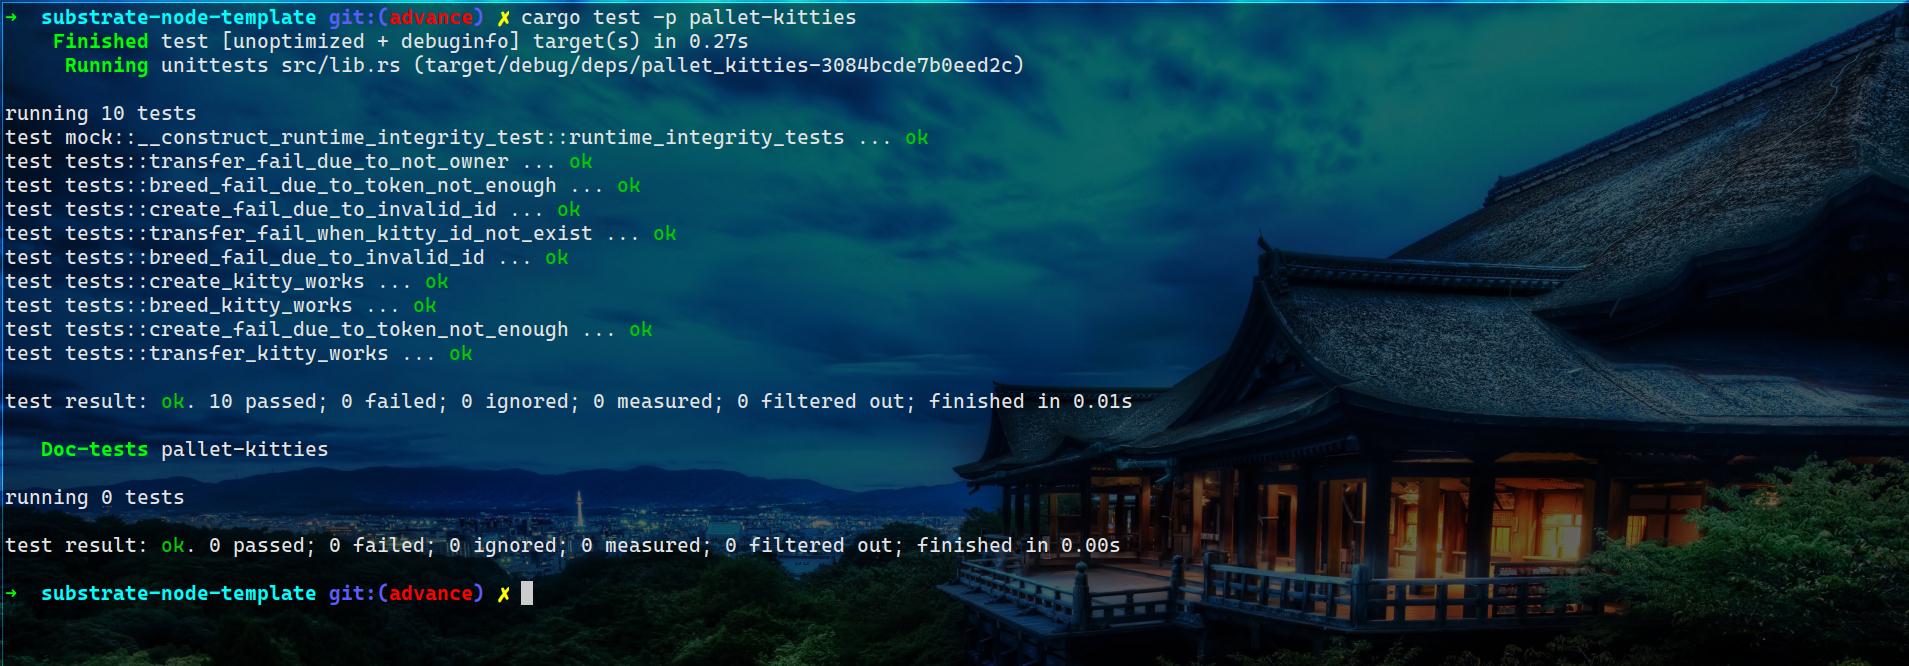 → substrate-node-template git:(advance) ✗ cargo test -p pallet-kitties
Finished test [unoptimized + debuginfo] target(s) in 0.27s
Running unittests src/lib.rs (target/debug/deps/pallet_kitties-3084bcde7b0eed2c)
running 10 tests
test mock::__construct_runtime_integrity_test::runtime_integrity_tests ... ok
test tests::transfer_fail_due_to_not_owner ... ok
test tests::breed_fail_due_to_token_not_enough ... ok
test tests::create_fail_due_to_invalid_id ... ok
test tests::transfer_fail_when_kitty_id_not_exist ... ok
test tests::breed_fail_due_to_invalid_id ... ok
test tests::create_kitty_works ... ok
test tests::breed_kitty_works ... ok
test tests::create_fail_due_to_token_not_enough ... ok
test tests::transfer_kitty_works ... ok
test result: ok. 10 passed; 0 failed; 0 ignored; 0 measured; 0 filtered out; finished in 0.01s
Doc-tests pallet-kitties
running 0 tests
test result: ok. 0 passed; 0 failed; 0 ignored; 0 measured; 0 filtered out; finished in 0.00s
→ substrate-node-template git:(advance) ✗